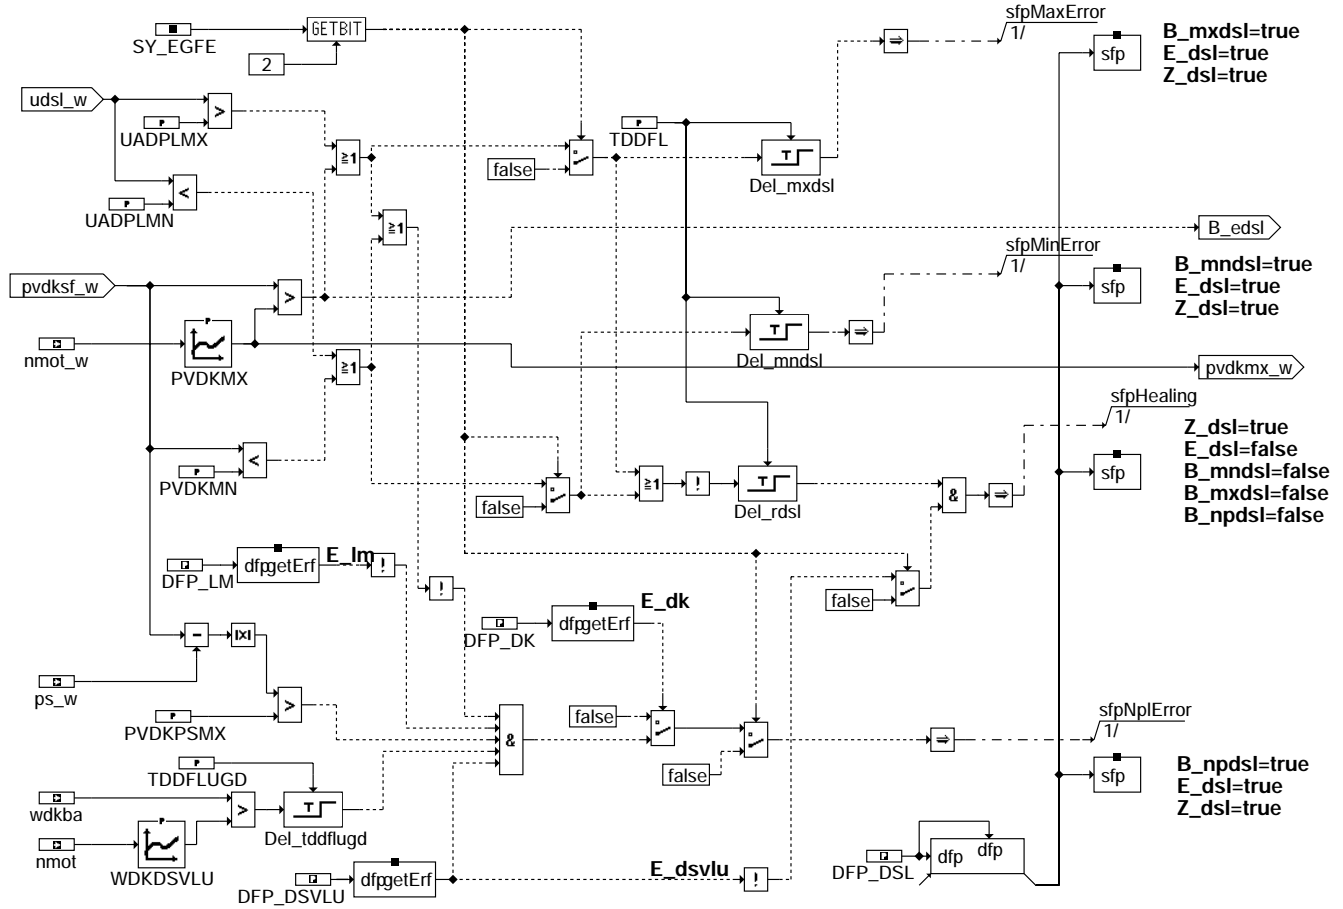 sfpMaxError
1/
B_mxdsl=true
E_dsl=true
Z_dsl=true
sfp
SY_EGFE
GETBIT
2
udsl_w
>
UADPLMX
P
TDDFL
P
≧1
false
T
Del_mxdsl
<
UADPLMN
P
≧1
B_edsl
sfpMinError
1/
B_mndsl=true
E_dsl=true
Z_dsl=true
sfp
pvdksf_w
>
P
PVDKMX
nmot_w
T
Del_mndsl
≧1
pvdkmx_w
sfpHealing
1/
Z_dsl=true
E_dsl=false
B_mndsl=false
B_mxdsl=false
B_npdsl=false
sfp
<
P
PVDKMN
false
≧1
!
T
Del_rdsl
&
DFP_LM
dfpgetErf
E_lm
!
!
E_dk
DFP_DK
dfpgetErf
false
−
|X|
ps_w
>
P
PVDKPSMX
&
false
false
sfpNplError
1/
B_npdsl=true
E_dsl=true
Z_dsl=true
sfp
P
TDDFLUGD
wdkba
>
T
Del_tddflugd
nmot
WDKDSVLU
DFP_DSVLU
dfpgetErf
E_dsvlu
!
DFP_DSL
dfp
dfp